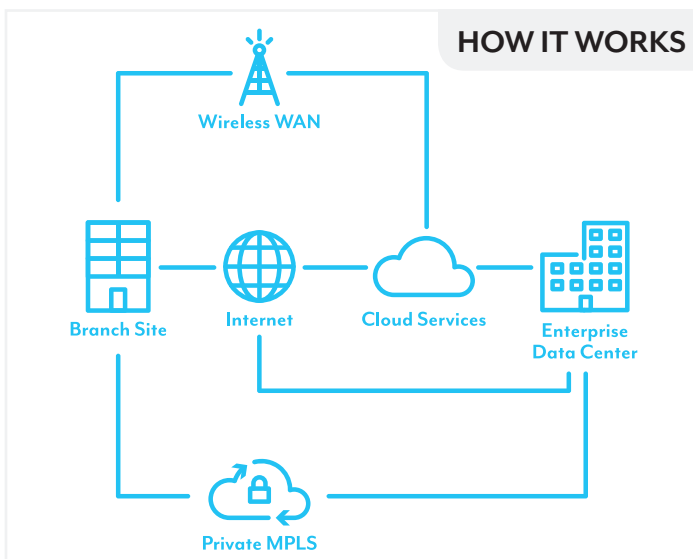 HOW IT WORKS
Wireless WAN
Branch Site
Internet
Cloud Services
Enterprise
Data Center
Private MPLS